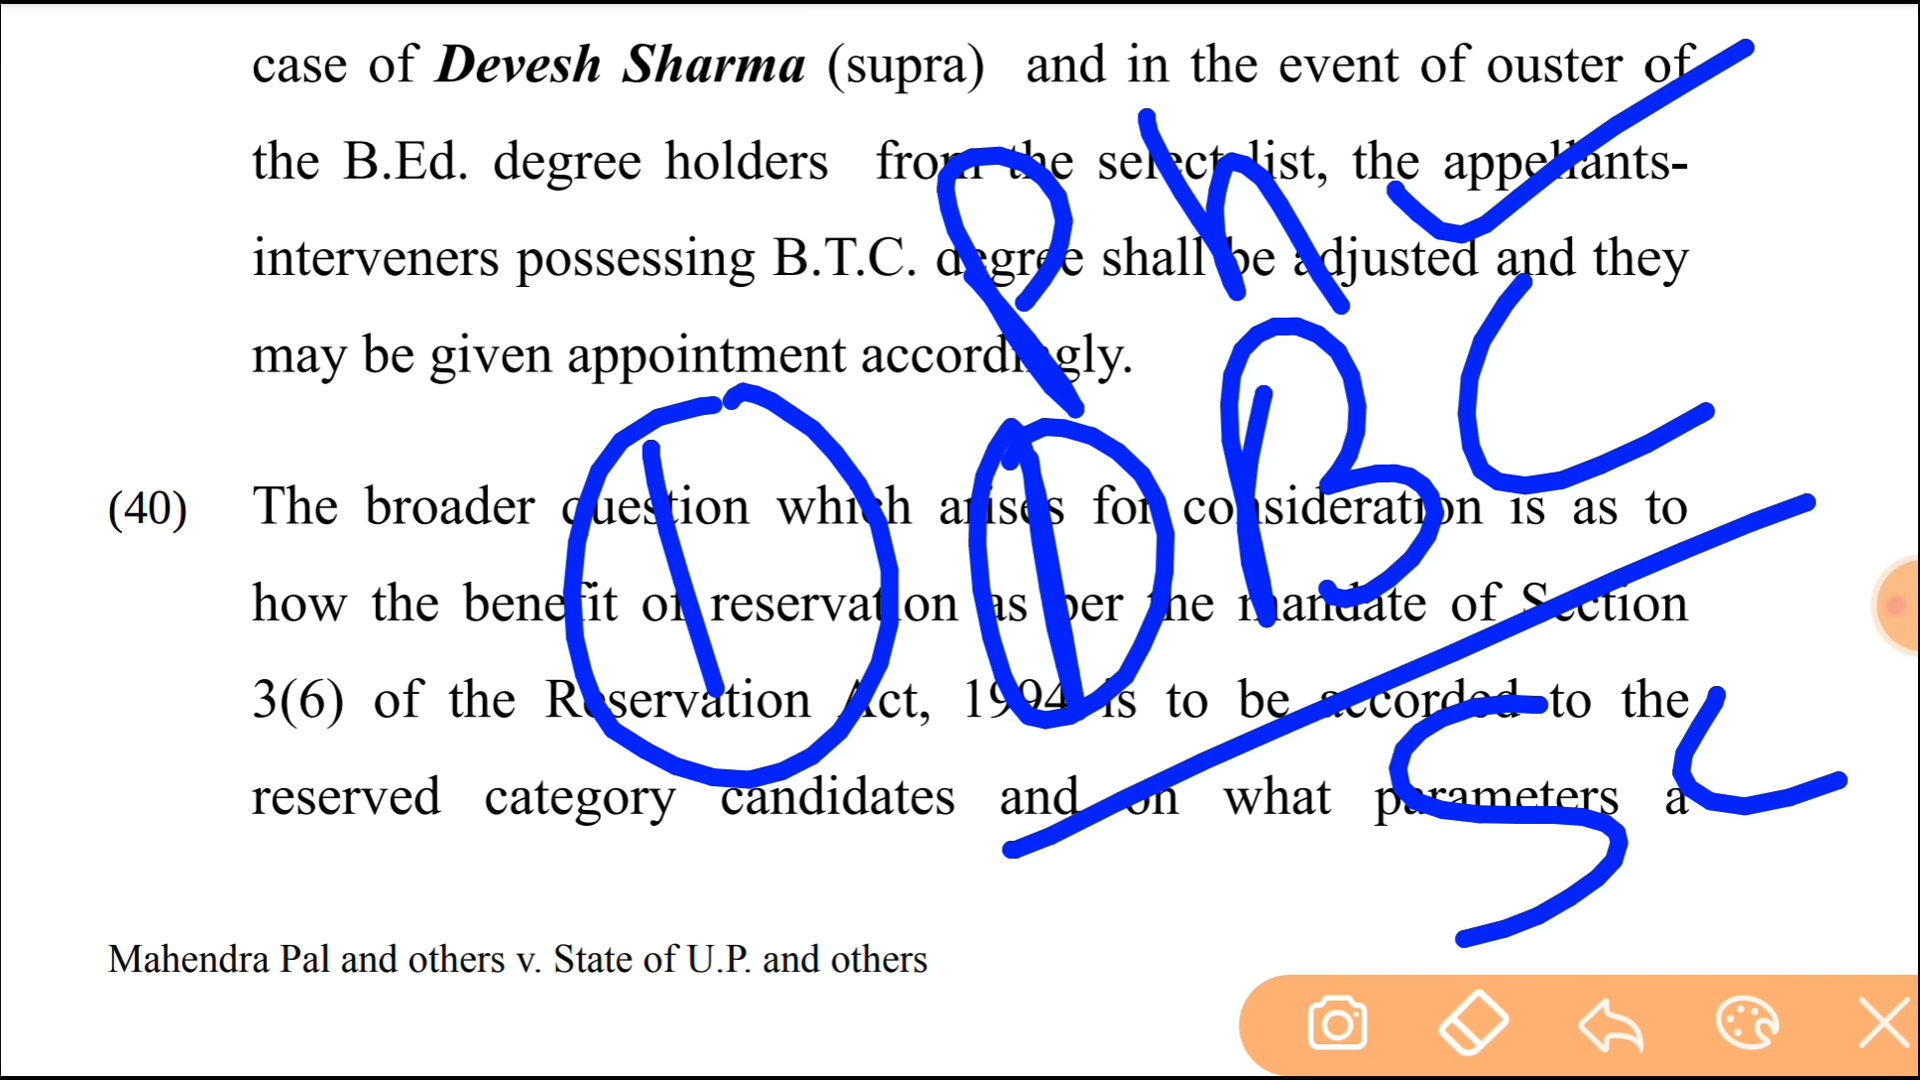 case of Devesh Sharma (supra) and in the event of ouster of
the B.Ed. degree holders from the select list, the appellants-
interveners possessing B.T.C. degree shall be adjusted and they
may be given appointment accordingly.
(40) The broader question which arises for consideration is as to
how the benefit of reservation as per the mandate of Section
3(6) of the Reservation Act, 1994 is to be accorded to the
reserved category candidates and on what parameters a
Mahendra Pal and others v. State of U.P. and others
Ph
OBC
SC